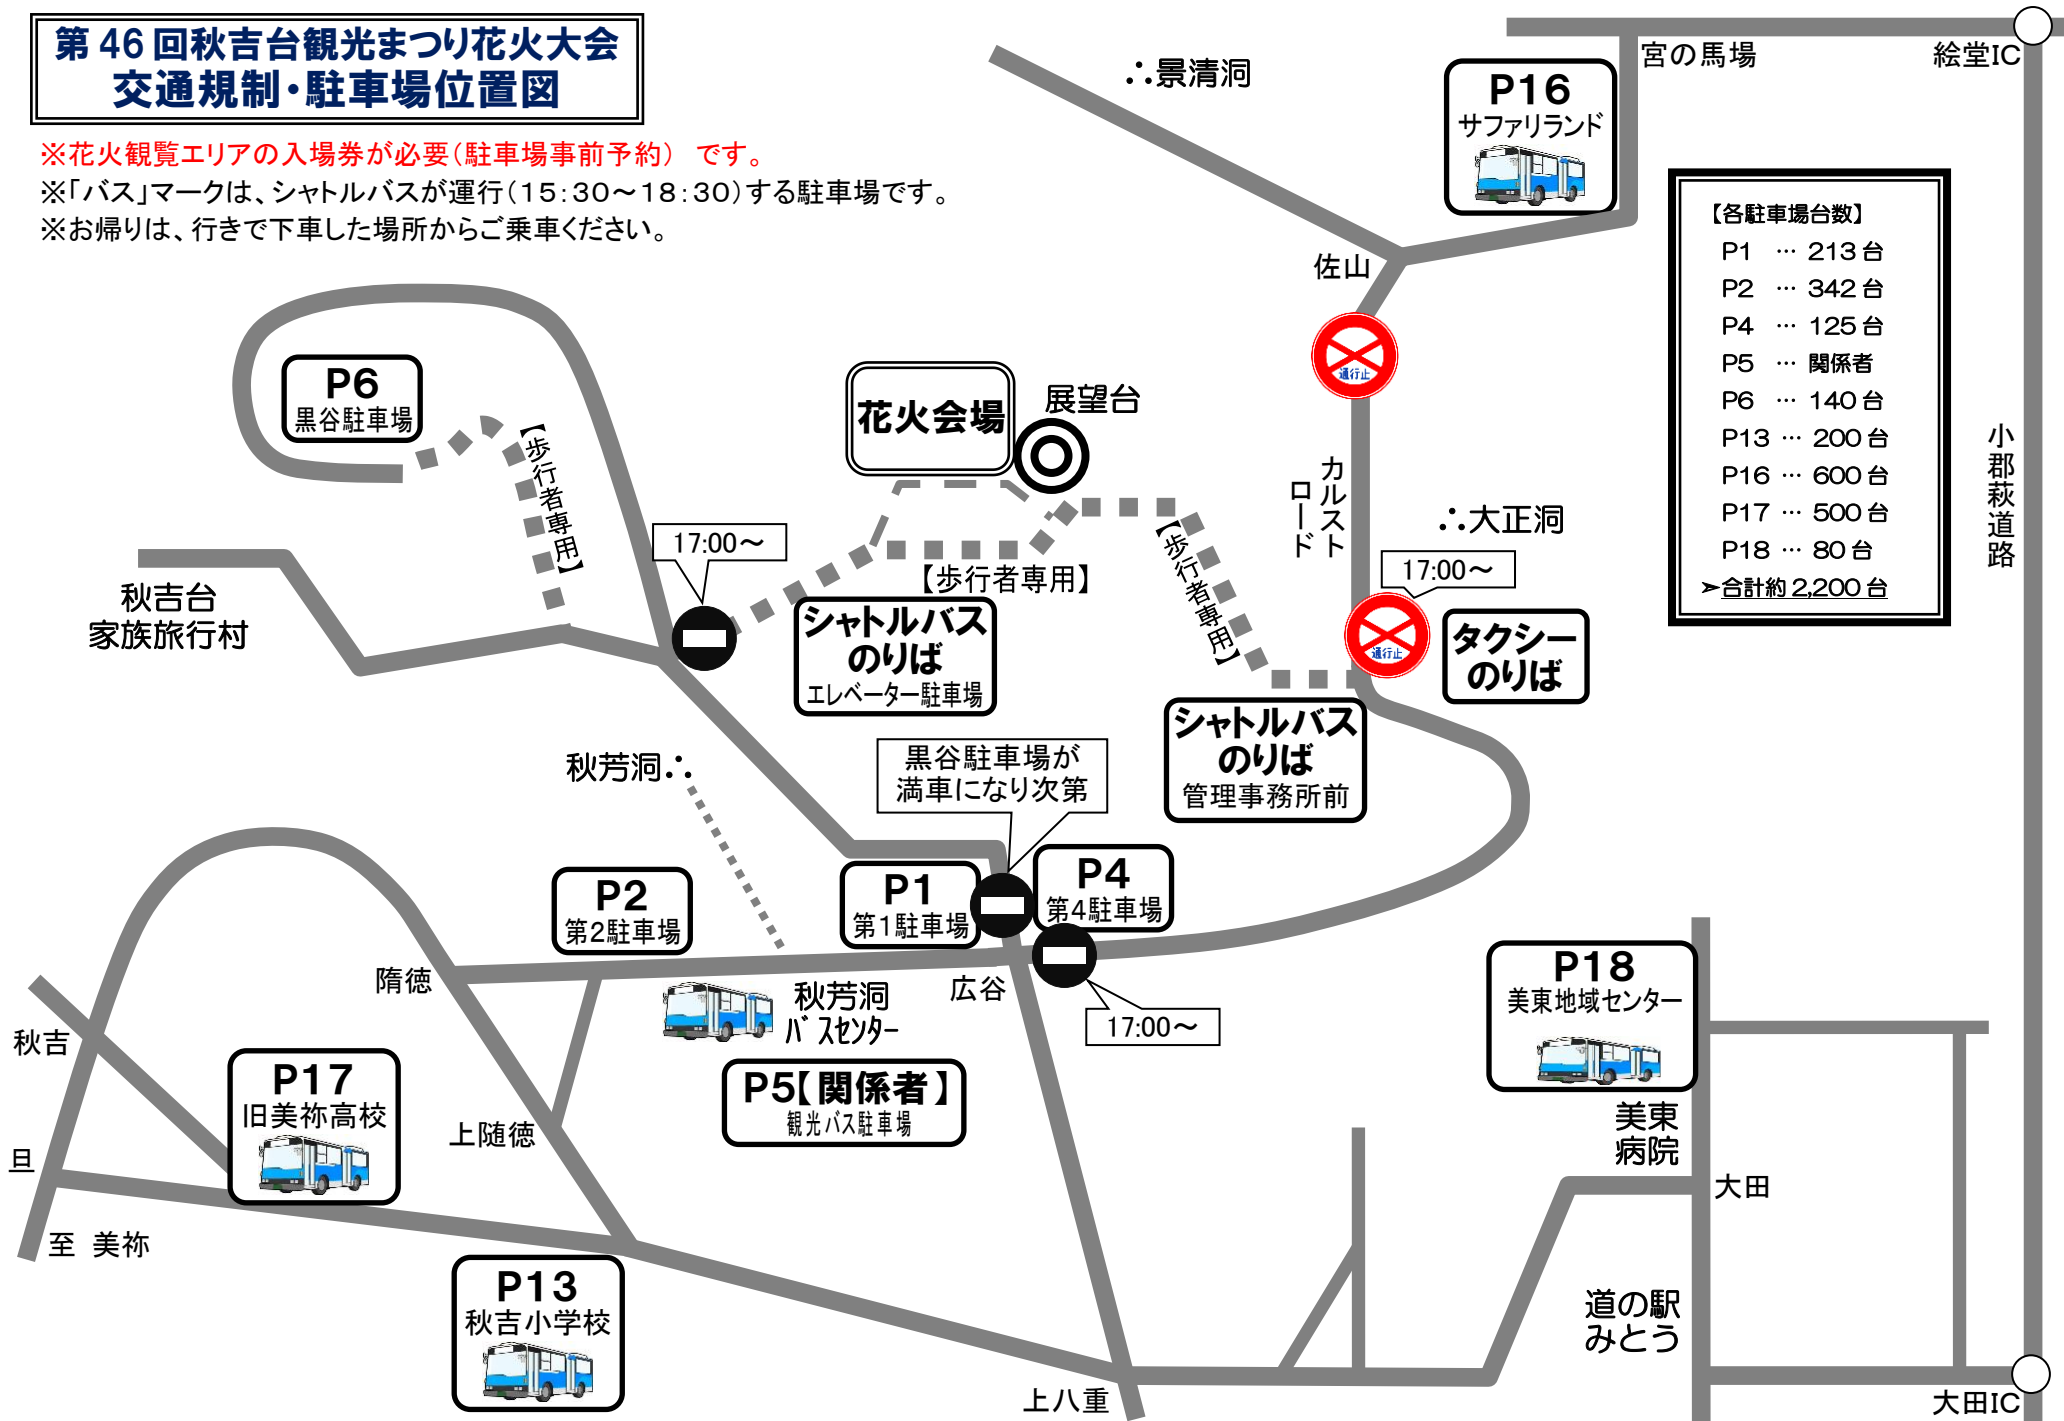 第46回秋吉台観光まつり花火大会
交通規制・駐車場位置図
※花火観覧エリアの入場券が必要(駐車場事前予約) です。
※「バス」マークは、シャトルバスが運行(15:30～18:30)する駐車場です。
※お帰りは、行きで下車した場所からご乗車ください。
∴景清洞
P16
サファリランド
宮の馬場
絵堂IC
【各駐車場台数】
P1 … 213台
P2 … 342台
P4 … 125台
P5 … 関係者
P6 … 140台
P13 … 200台
P16 … 600台
P17 … 500台
P18 … 80台
➢合計約2,200台
小郡萩道路
佐山
通行止
P6
黒谷駐車場
【歩行者専用】
花火会場
展望台
カルスト
ロード
∴大正洞
17:00～
17:00～
【歩行者専用】
【歩行者専用】
秋吉台
家族旅行村
シャトルバス
のりば
エレベーター駐車場
通行止
タクシー
のりば
シャトルバス
のりば
管理事務所前
秋芳洞∴
黒谷駐車場が
満車になり次第
P2
第2駐車場
P1
第1駐車場
P4
第4駐車場
隋徳
秋芳洞
バスセンター
広谷
17:00～
P18
美東地域センター
秋吉
P17
旧美祢高校
上随徳
P5【関係者】
観光バス駐車場
美東
病院
旦
大田
至 美祢
P13
秋吉小学校
道の駅
みとう
上八重
大田IC